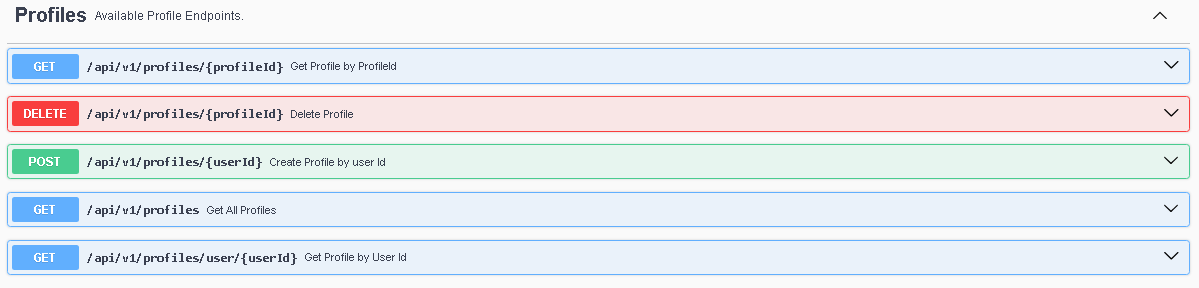 Profiles Available Profile Endpoints.
GET /api/v1/profiles/{profileId} Get Profile by ProfileId
DELETE /api/v1/profiles/{profileId} Delete Profile
POST /api/v1/profiles/{userId} Create Profile by user Id
GET /api/v1/profiles Get All Profiles
GET /api/v1/profiles/user/{userId} Get Profile by User Id